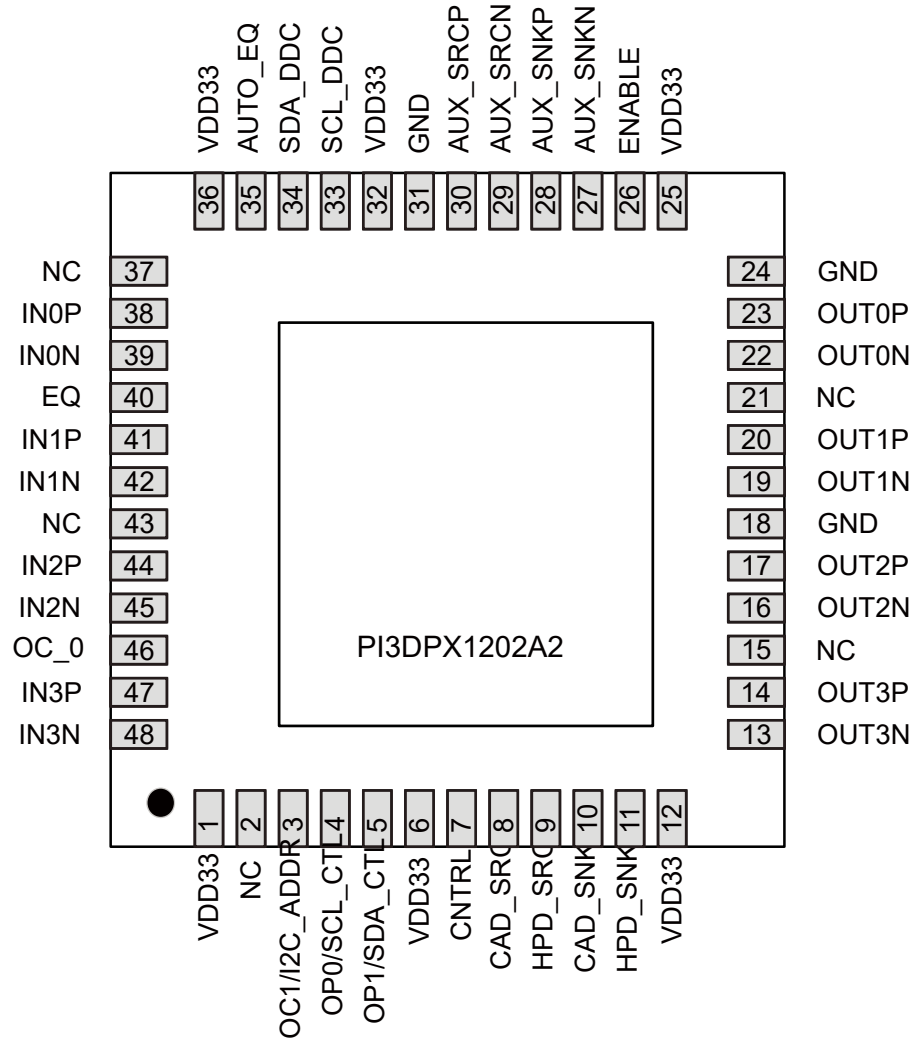 VDD33
AUTO_EQ
SDA_DDC
SCL_DDC
VDD33
GND
AUX_SRCP
AUX_SRCN
AUX_SNKP
AUX_SNKN
ENABLE
VDD33
36
35
34
33
32
31
30
29
28
27
26
25
NC 37
IN0P 38
IN0N 39
EQ 40
IN1P 41
IN1N 42
NC 43
IN2P 44
IN2N 45
OC_0 46
IN3P 47
IN3N 48
24 GND
23 OUT0P
22 OUT0N
21 NC
20 OUT1P
19 OUT1N
18 GND
17 OUT2P
16 OUT2N
15 NC
14 OUT3P
13 OUT3N
PI3DPX1202A2
1
2
3
4
5
6
7
8
9
10
11
12
VDD33
NC
OC1/I2C_ADDR
OP0/SCL_CTL
OP1/SDA_CTL
VDD33
CNTRL
CAD_SRC
HPD_SRC
CAD_SNK
HPD_SNK
VDD33